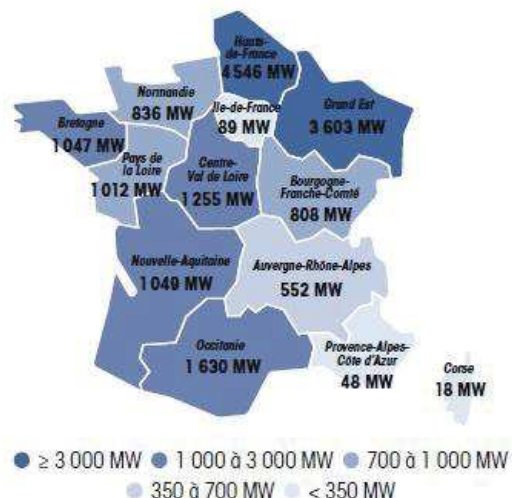 Hauts-
de-France
4 546 MW
Normandie
836 MW
Ile-de-France
89 MW
Grand Est
3 603 MW
Bretagne
1 047 MW
Pays de
la Loire
1 012 MW
Centre-
Val de Loire
1 255 MW
Bourgogne-
Franche-Comté
808 MW
Nouvelle-Aquitaine
1 049 MW
Auvergne-Rhône-Alpes
552 MW
Occitanie
1 630 MW
Provence-Alpes-
Côte d'Azur
48 MW
Corse
18 MW
≥ 3 000 MW 1 000 à 3 000 MW 700 à 1 000 MW
350 à 700 MW < 350 MW